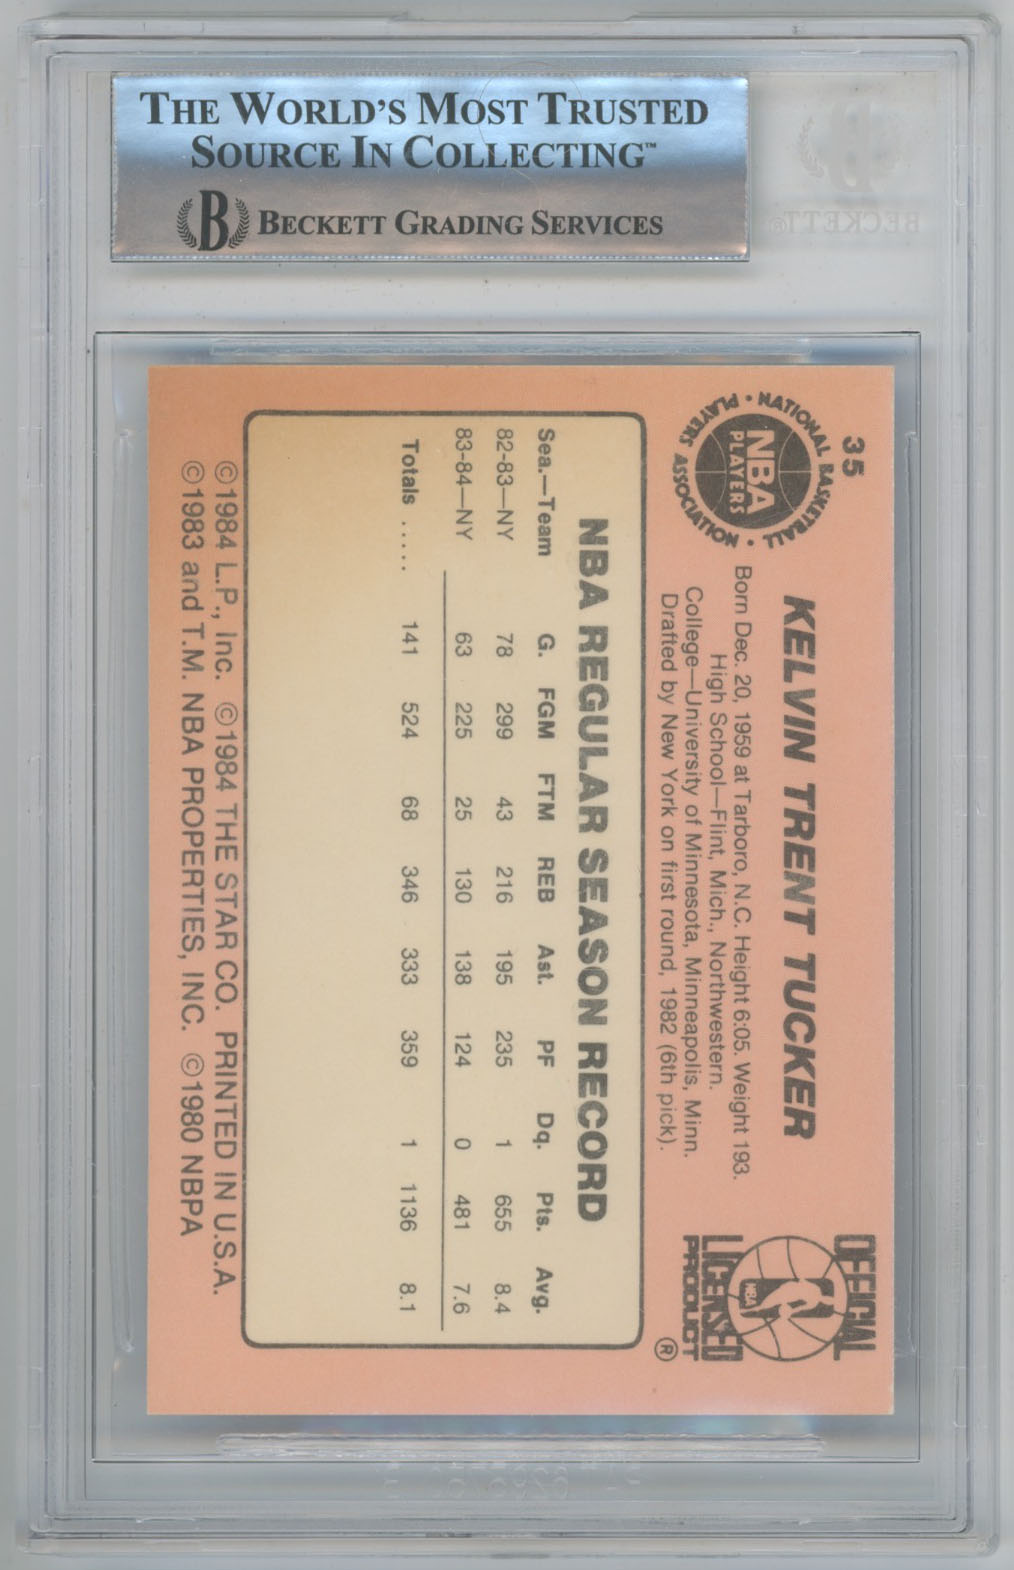 THE WORLD'S MOST TRUSTED
SOURCE IN COLLECTING™
B BECKETT GRADING SERVICES
BECKETT®
35
NATIONAL BASKETBALL PLAYERS ASSOCIATION
NBA
PLAYERS
KELVIN TRENT TUCKER
Born Dec. 20, 1959 at Tarboro, N.C. Height 6:05. Weight 193.
High School—Flint, Mich., Northwestern.
College—University of Minnesota, Minneapolis, Minn.
Drafted by New York on first round, 1982 (6th pick).
OFFICIAL
NBA
LICENSED
PRODUCT
®
NBA REGULAR SEASON RECORD
Sea.—Team G. FGM FTM REB Ast. PF Dq. Pts. Avg.
82-83—NY 78 299 43 216 195 235 1 655 8.4
83-84—NY 63 225 25 130 138 124 0 481 7.6
Totals ..... 141 524 68 346 333 359 1 1136 8.1
©1984 L.P., Inc. ©1984 THE STAR CO. PRINTED IN U.S.A.
©1983 and T.M. NBA PROPERTIES, INC. ©1980 NBPA